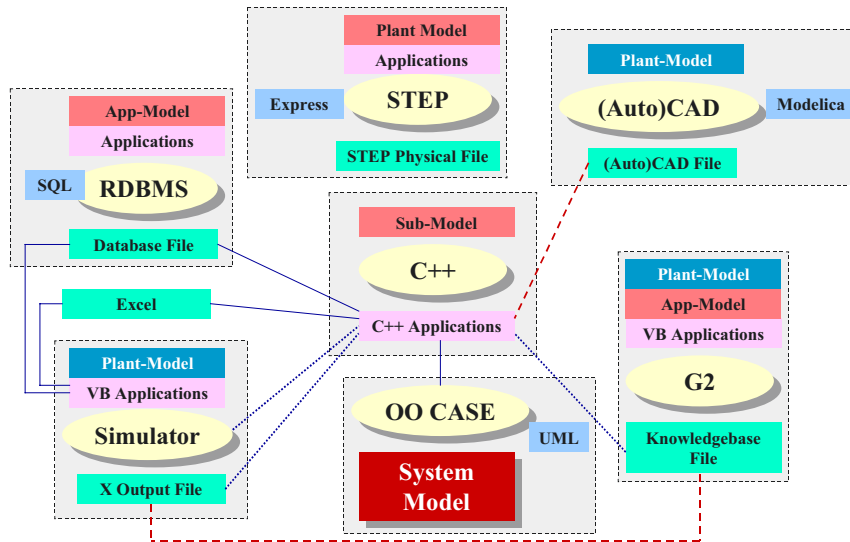 Plant Model
Applications
Express
STEP
STEP Physical File
Plant-Model
(Auto)CAD
Modelica
(Auto)CAD File
App-Model
Applications
SQL
RDBMS
Database File
Excel
Sub-Model
C++
C++ Applications
Plant-Model
App-Model
VB Applications
G2
Knowledgebase
File
Plant-Model
VB Applications
Simulator
X Output File
OO CASE
UML
System
Model